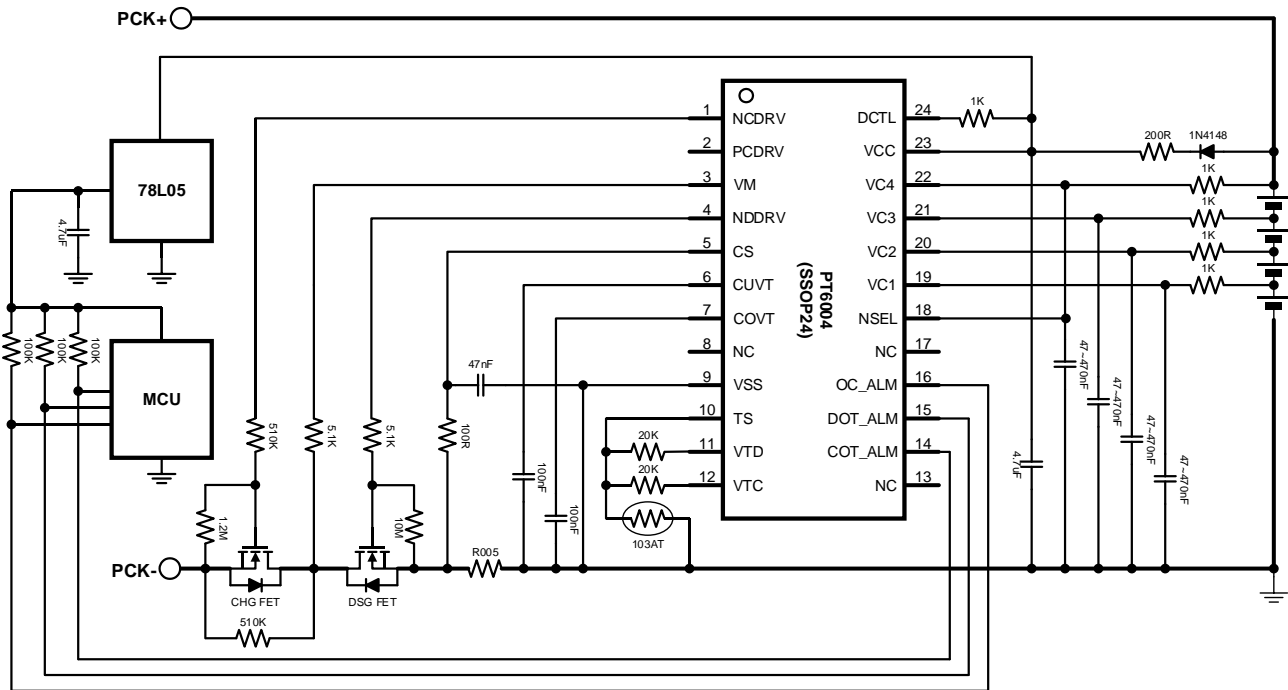 PCK+
78L05
4.7uF
MCU
100K
100K
100K
PT6004
(SSOP24)
1 NCDRV
2 PCDRV
3 VM
4 NDDRV
5 CS
6 CUVT
7 COVT
8 NC
9 VSS
10 TS
11 VTD
12 VTC
DCTL 24
VCC 23
VC4 22
VC3 21
VC2 20
VC1 19
NSEL 18
NC 17
OC_ALM 16
DOT_ALM 15
COT_ALM 14
NC 13
1K
200R
1N4148
1K
1K
1K
1K
47nF
510K
5.1K
5.1K
100R
20K
20K
103AT
100nF
100nF
4.7uF
47~470nF
47~470nF
47~470nF
47~470nF
1.2M
10M
R005
PCK-
CHG FET
DSG FET
510K